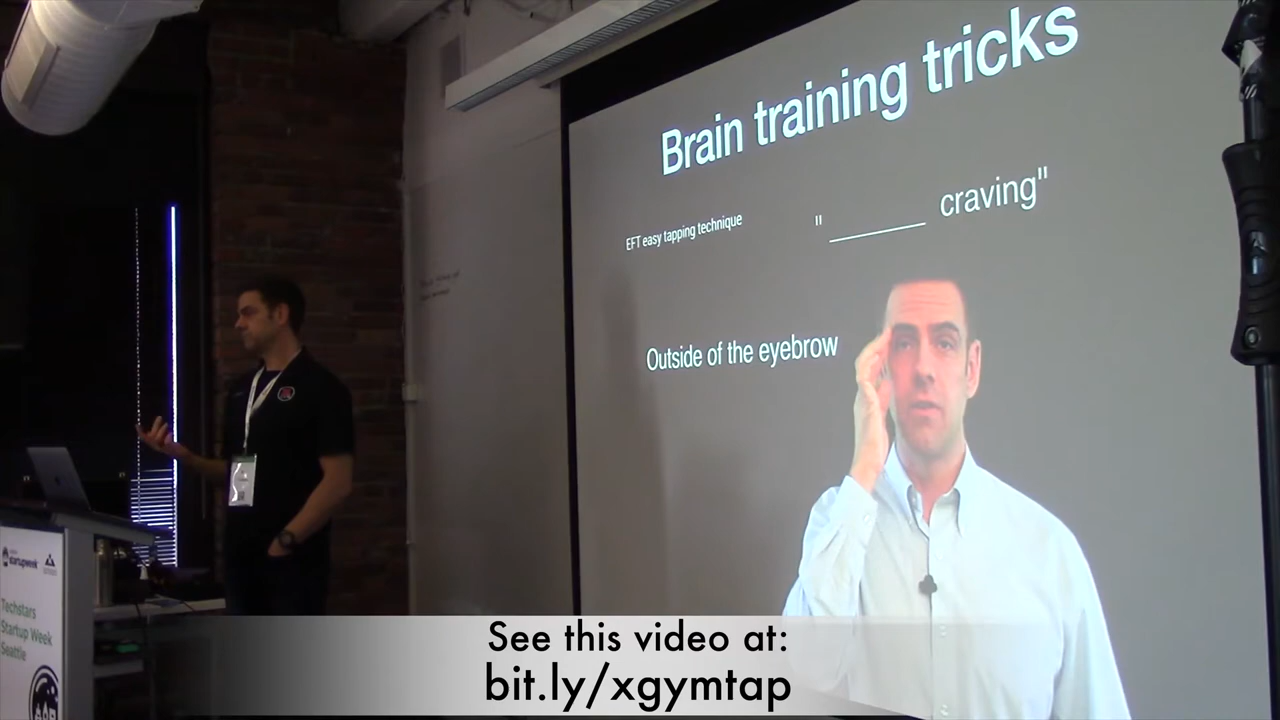 Brain training tricks
EFT easy tapping technique
"________ craving"
Outside of the eyebrow
startupweek
Techstars
Startup Week
Seattle
See this video at:
bit.ly/xgymtap